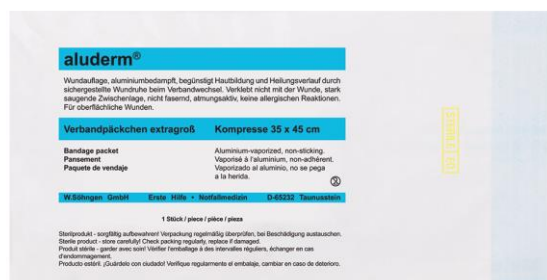 aluderm®
Wundauflage, aluminiumbedampft, begünstigt Hautbildung und Heilungsverlauf durch
sichergestellte Wundruhe beim Verbandwechsel. Verklebt nicht mit der Wunde, stark
saugende Zwischenlage, nicht fasernd, atmungsaktiv, keine allergischen Reaktionen.
Für oberflächliche Wunden.
Verbandpäckchen extragroß Kompresse 35 x 45 cm
Bandage packet Aluminium-vaporized, non-sticking.
Pansement Vaporisé à l'aluminium, non-adhérent.
Paquete de vendaje Vaporizado al aluminio, no se pega
a la herida.
W.Söhngen GmbH Erste Hilfe • Notfallmedizin D-65232 Taunusstein
1 Stück / piece / pièce / pieza
Sterilprodukt - sorgfältig aufbewahren! Verpackung regelmäßig überprüfen, bei Beschädigung austauschen.
Sterile product - store carefully! Check packing regularly, replace if damaged.
Produit stérile - garder avec soin! Vérifier l'emballage à des intervalles réguliers, échanger en cas
d'endommagement.
Producto estéril. ¡Guárdelo con cuidado! Verifique regularmente el embalaje, cambiar en caso de deterioro.